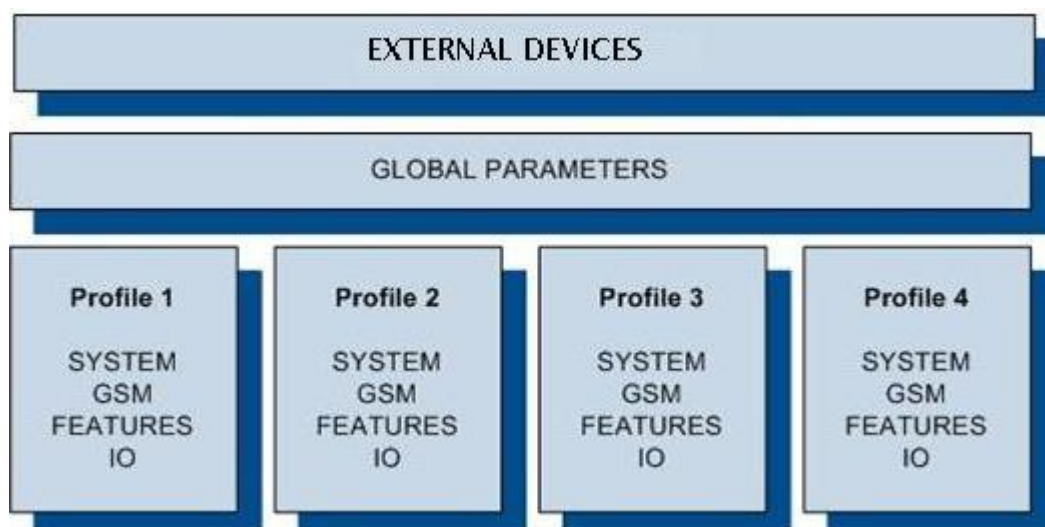 EXTERNAL DEVICES
GLOBAL PARAMETERS
Profile 1
SYSTEM
GSM
FEATURES
IO
Profile 2
SYSTEM
GSM
FEATURES
IO
Profile 3
SYSTEM
GSM
FEATURES
IO
Profile 4
SYSTEM
GSM
FEATURES
IO